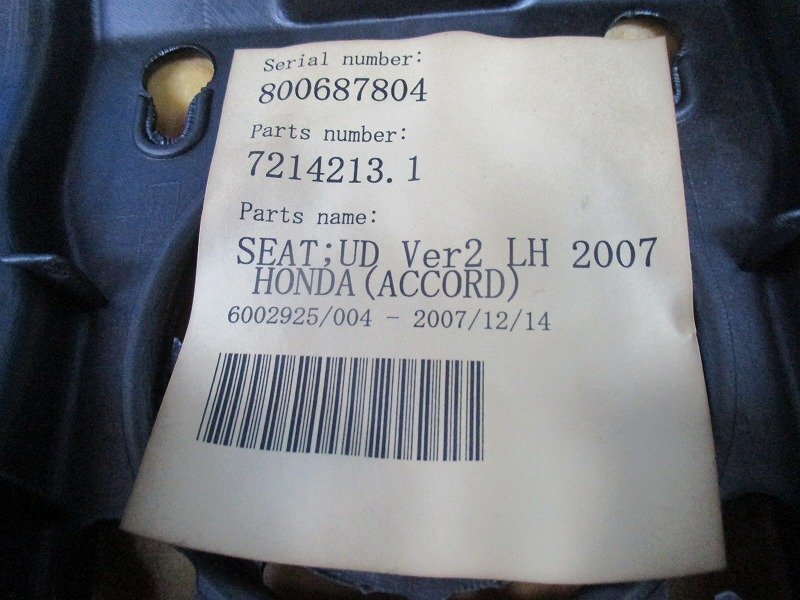 Serial number:
800687804
Parts number:
7214213.1
Parts name:
SEAT;UD Ver2 LH 2007
HONDA(ACCORD)
6002925/004 - 2007/12/14